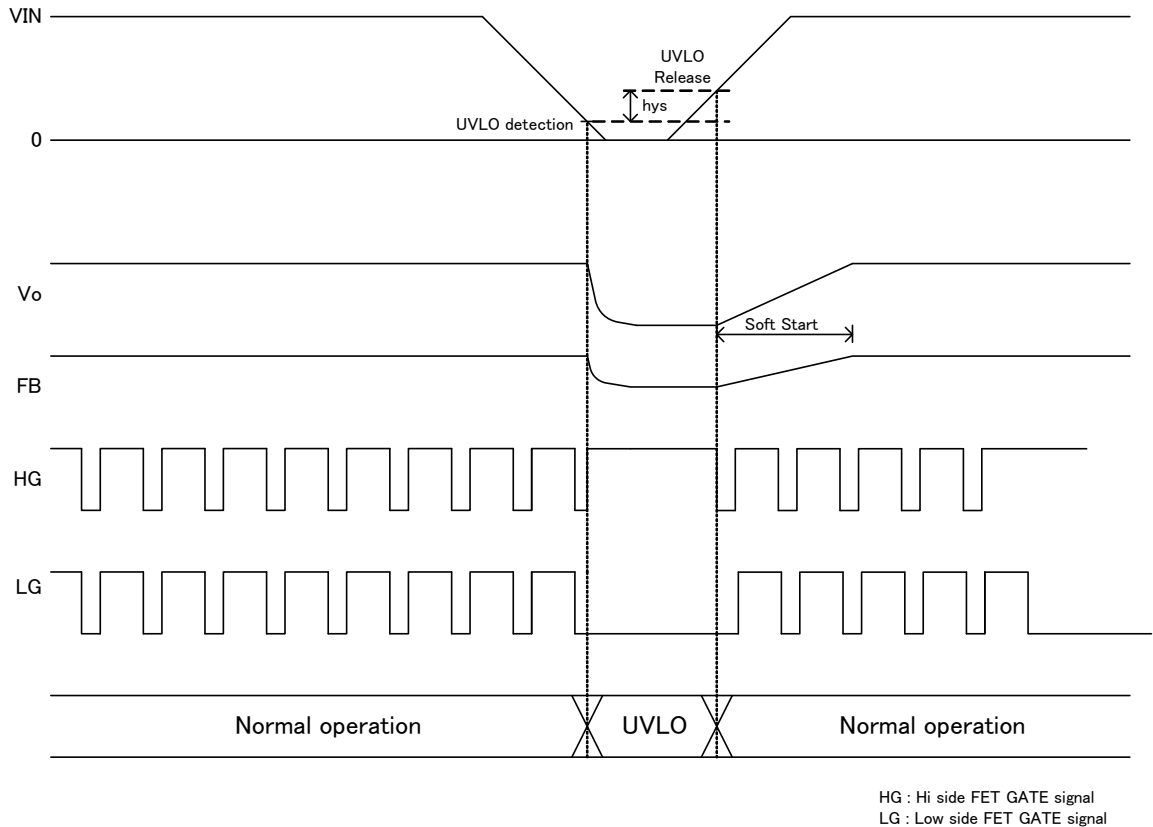 VIN
UVLO
Release
hys
UVLO detection
0
Vo
Soft Start
FB
HG
LG
Normal operation
UVLO
Normal operation
HG : Hi side FET GATE signal
LG : Low side FET GATE signal